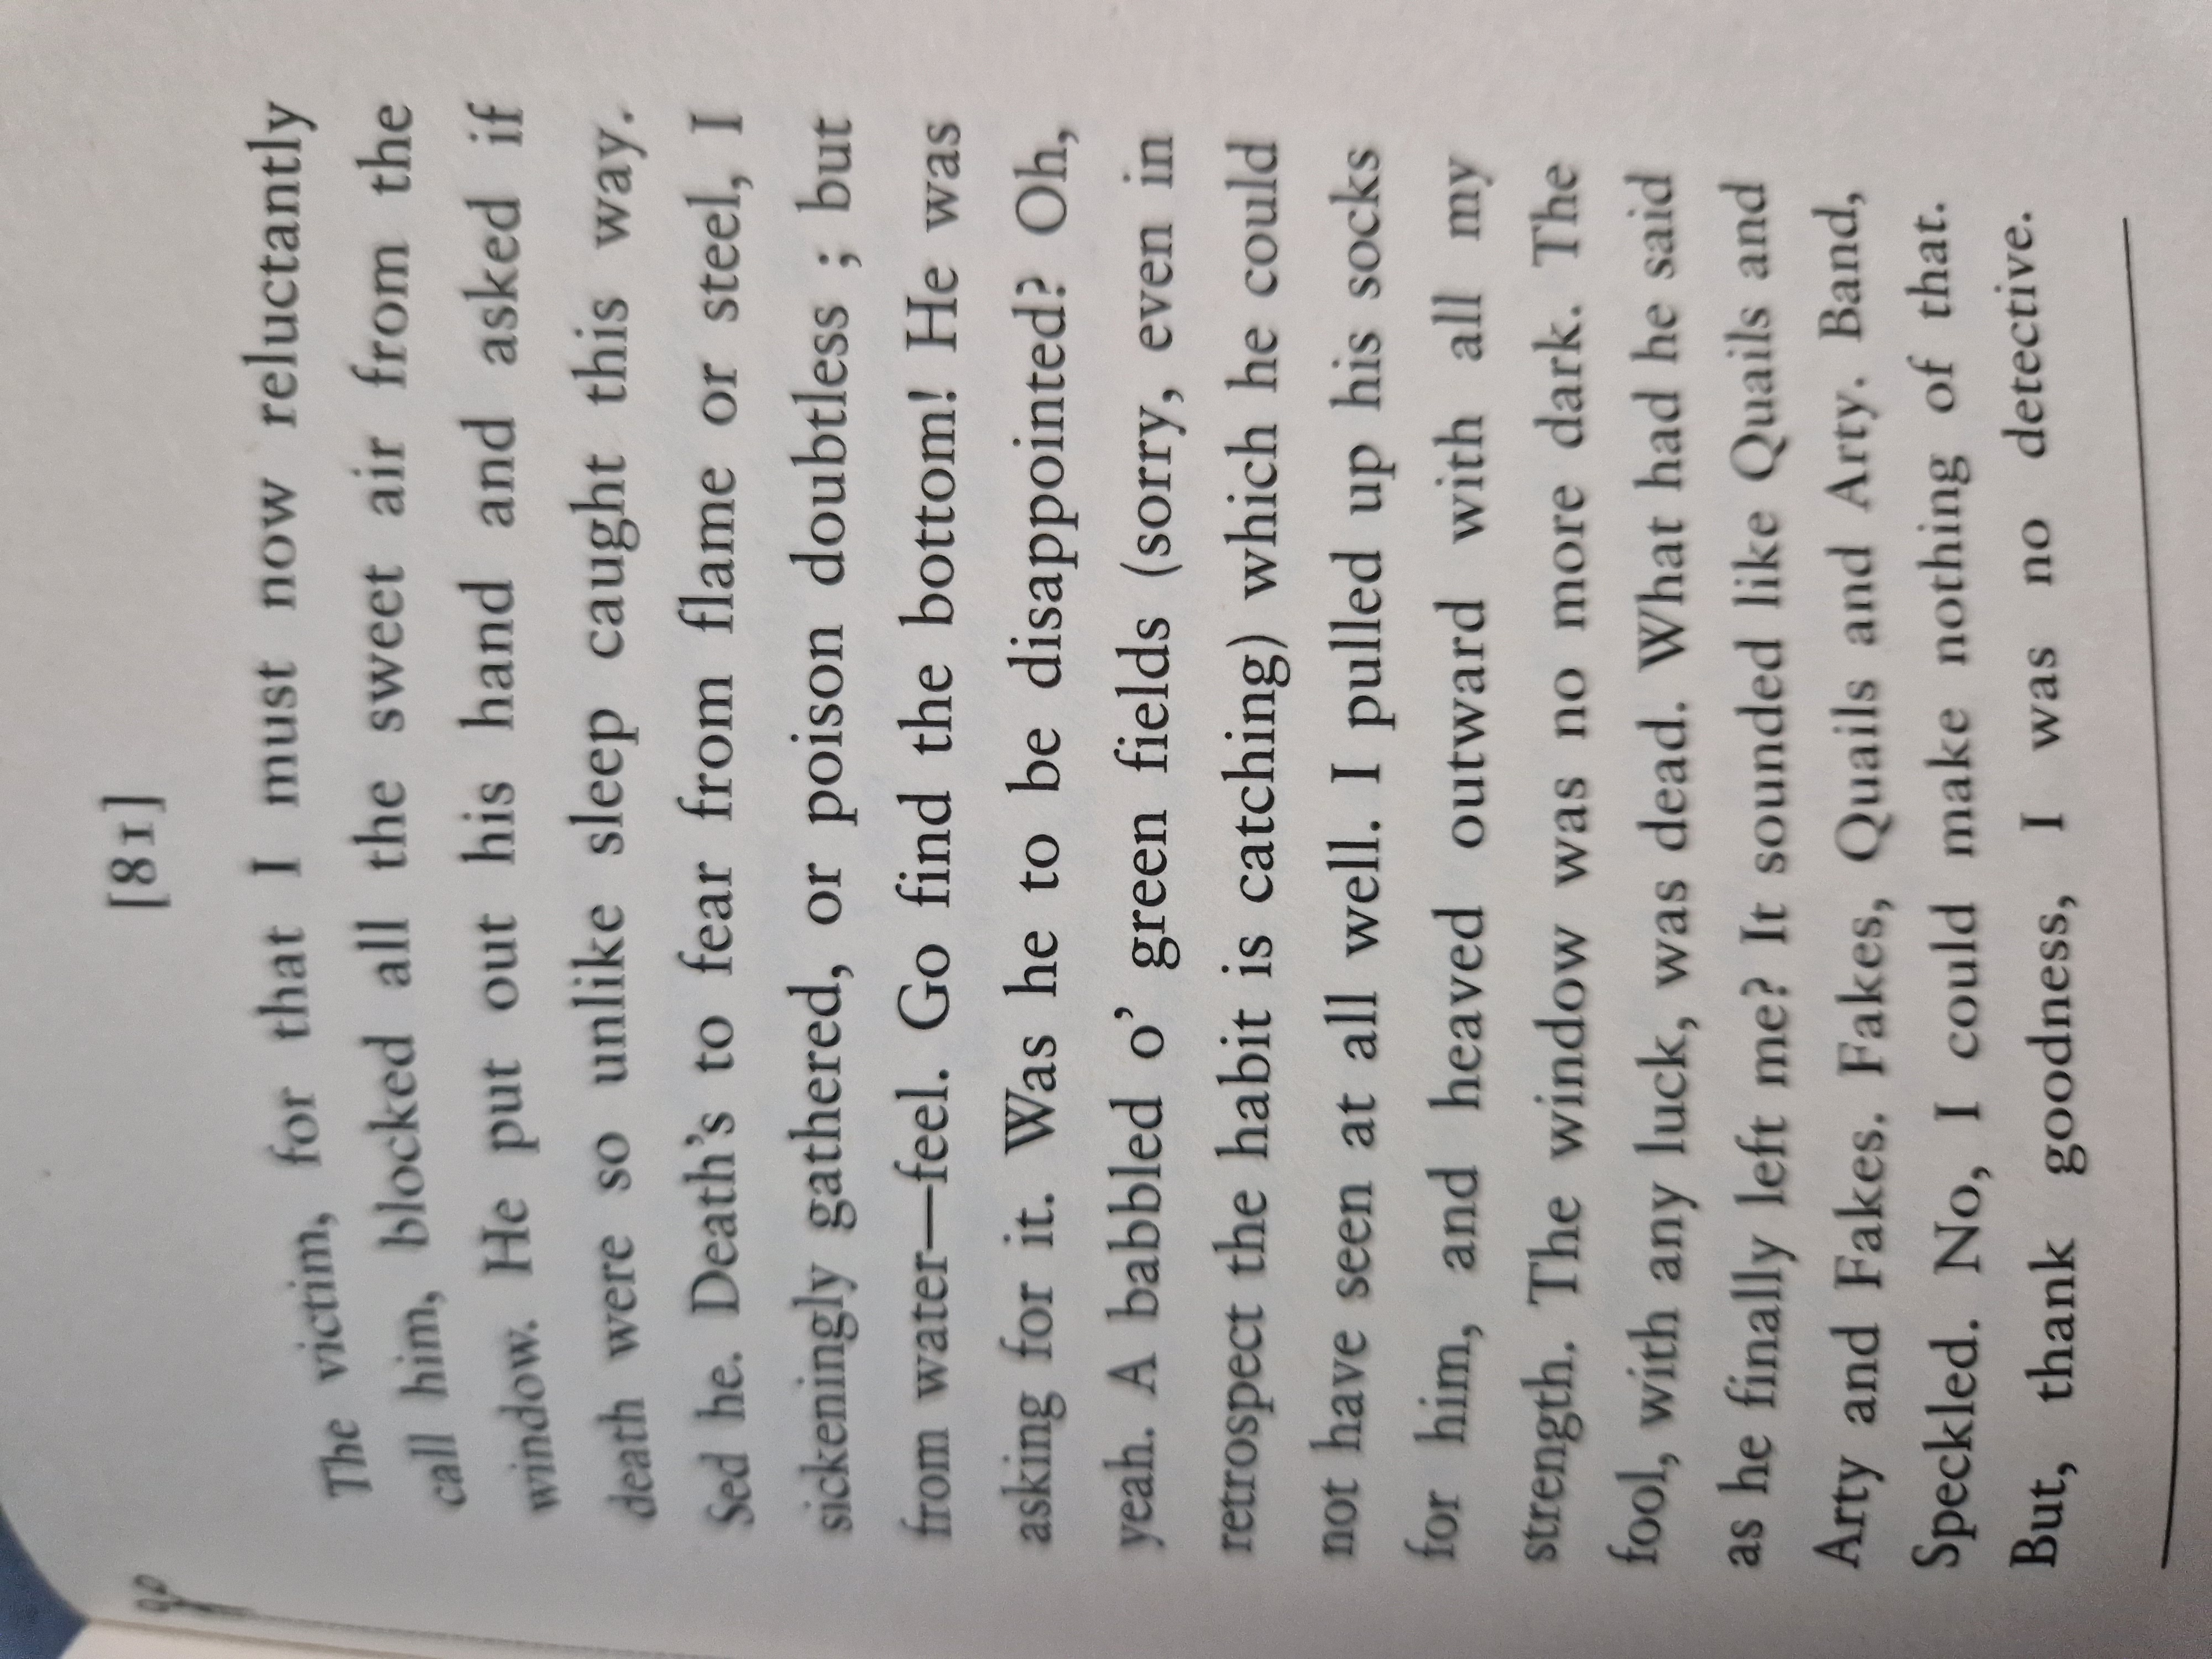 [81]
The victim, for that I must now reluctantly
call him, blocked all the sweet air from the
window. He put out his hand and asked if
death were so unlike sleep caught this way.
Sed he. Death's to fear from flame or steel, I
sickeningly gathered, or poison doubtless ; but
from water—feel. Go find the bottom! He was
asking for it. Was he to be disappointed? Oh,
yeah. A babbled o' green fields (sorry, even in
retrospect the habit is catching) which he could
not have seen at all well. I pulled up his socks
for him, and heaved outward with all my
strength. The window was no more dark. The
fool, with any luck, was dead. What had he said
as he finally left me? It sounded like Quails and
Arty and Fakes. Fakes, Quails and Arty. Band,
Speckled. No, I could make nothing of that.
But, thank goodness, I was no detective.